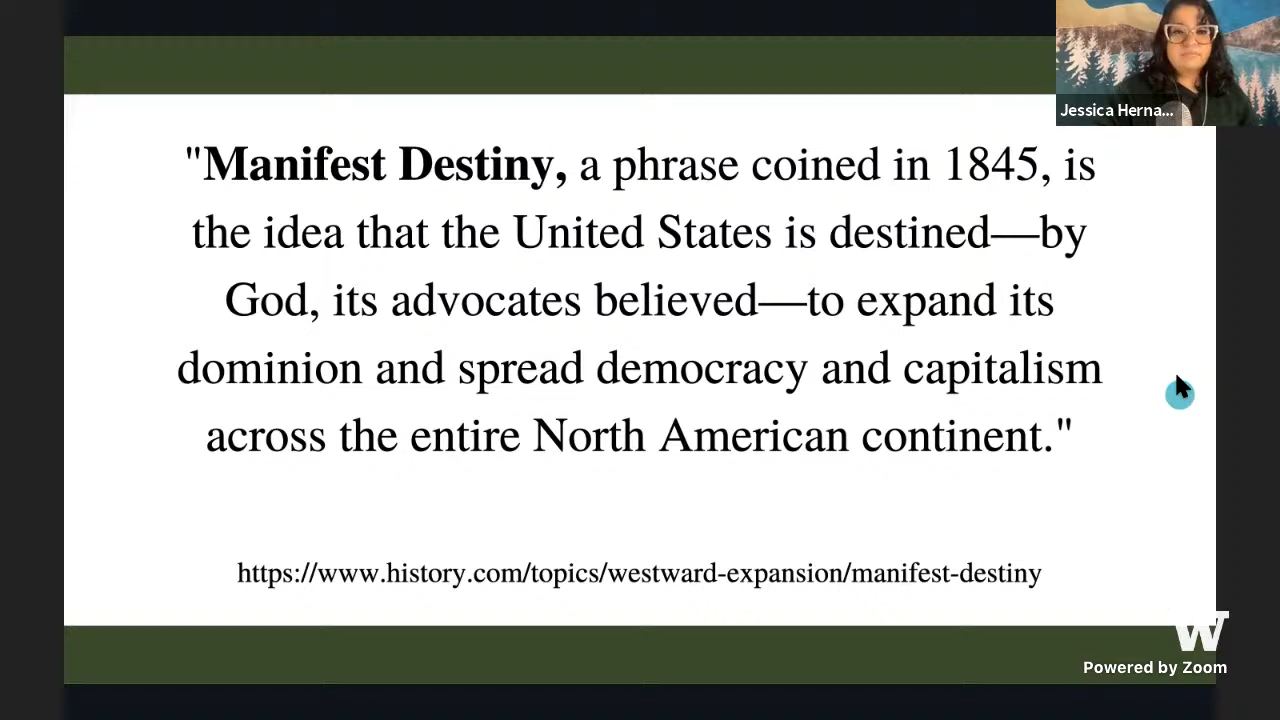 Jessica Herna...
"Manifest Destiny, a phrase coined in 1845, is
the idea that the United States is destined—by
God, its advocates believed—to expand its
dominion and spread democracy and capitalism
across the entire North American continent."
https://www.history.com/topics/westward-expansion/manifest-destiny
W
Powered by Zoom